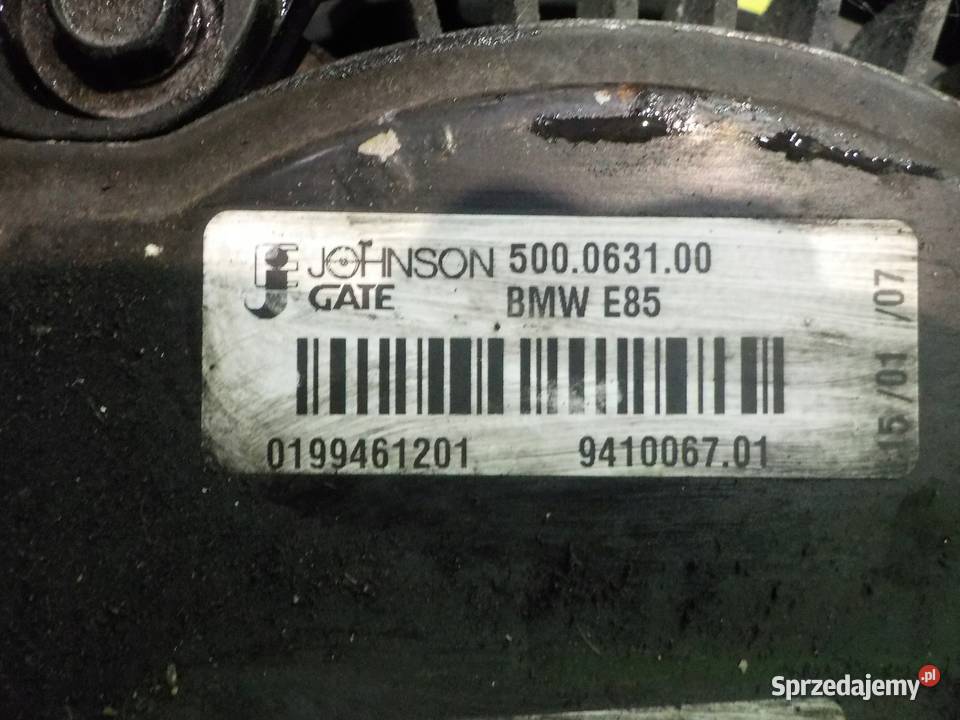 JOHNSON 500.0631.00
GATE BMW E85
0199461201 9410067.01
15/01/07
Sprzedajemy.pl